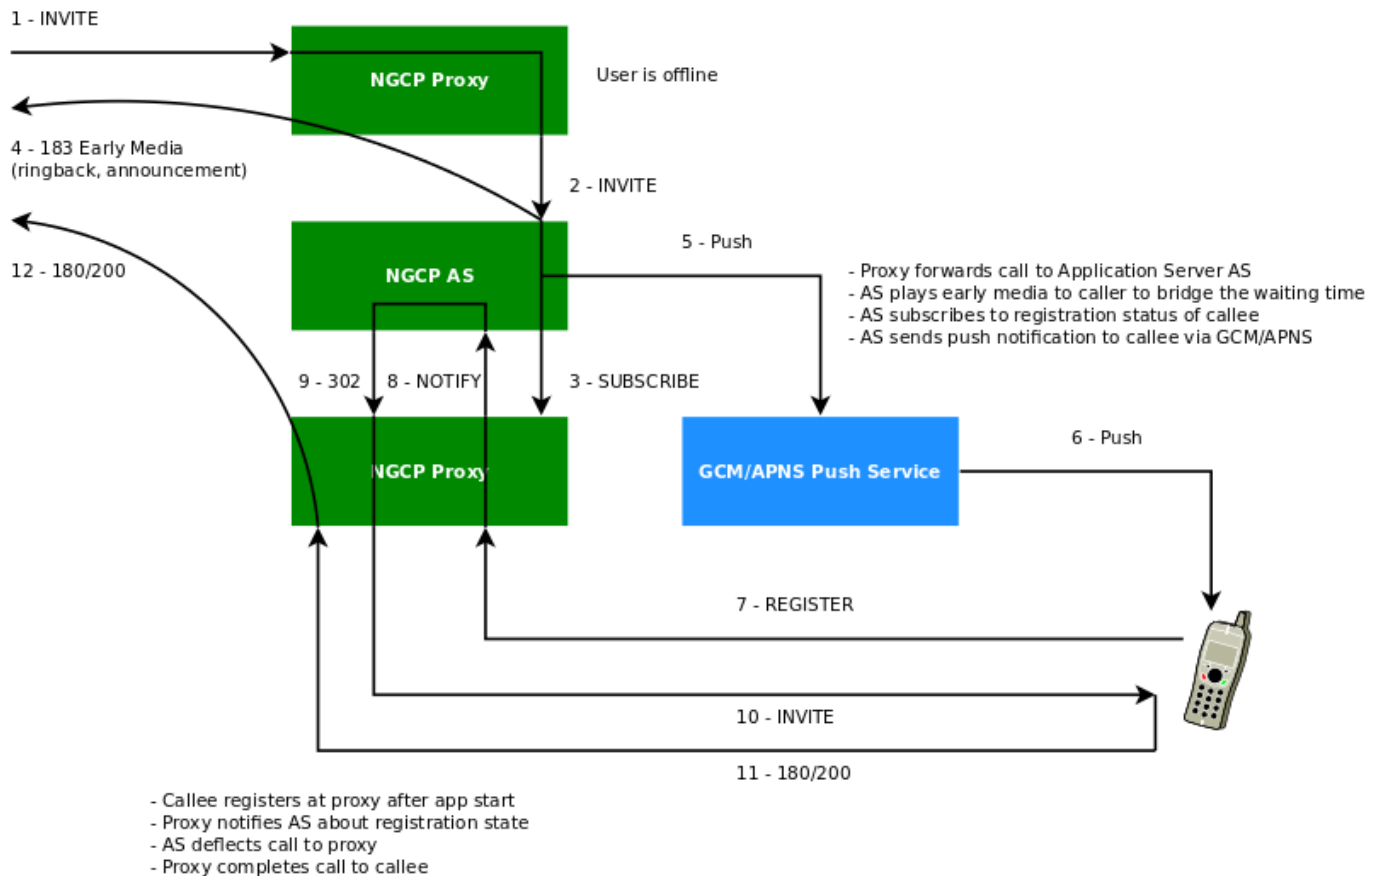 1 - INVITE
NGCP Proxy
User is offline
4 - 183 Early Media
(ringback, announcement)
2 - INVITE
5 - Push
12 - 180/200
NGCP AS
- Proxy forwards call to Application Server AS
- AS plays early media to caller to bridge the waiting time
- AS subscribes to registration status of callee
- AS sends push notification to callee via GCM/APNS
9 - 302
8 - NOTIFY
3 - SUBSCRIBE
6 - Push
NGCP Proxy
GCM/APNS Push Service
7 - REGISTER
10 - INVITE
11 - 180/200
- Callee registers at proxy after app start
- Proxy notifies AS about registration state
- AS deflects call to proxy
- Proxy completes call to callee